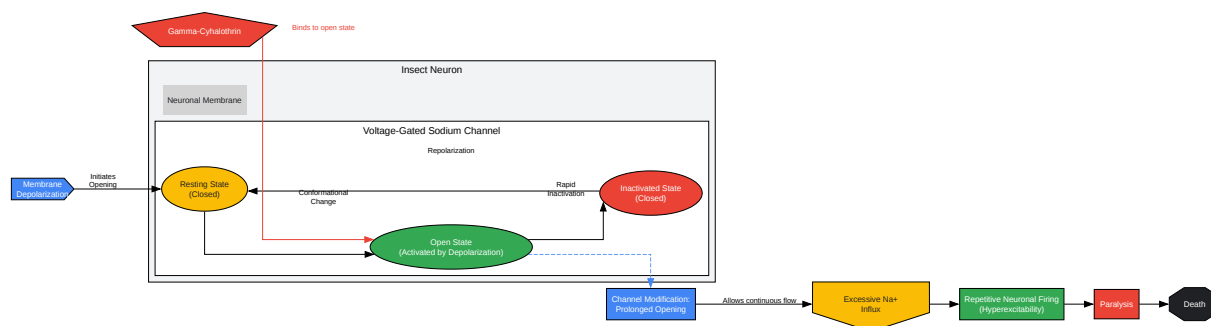 Gamma-Cyhalothrin
Binds to open state
Insect Neuron
Neuronal Membrane
Voltage-Gated Sodium Channel
Repolarization
Membrane
Depolarization
Initiates
Opening
Resting State
(Closed)
Conformational
Change
Rapid
Inactivation
Inactivated State
(Closed)
Open State
(Activated by Depolarization)
Channel Modification:
Prolonged Opening
Allows continuous flow
Excessive Na+
Influx
Repetitive Neuronal Firing
(Hyperexcitability)
Paralysis
Death